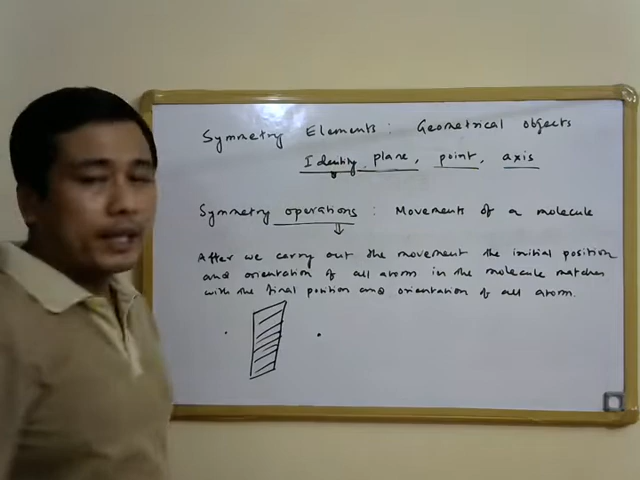 Symmetry Elements : Geometrical objects
Identity, plane, point, axis
Symmetry operations : Movements of a molecule
After we carry out the movement the initial position
and orientation of all atoms in the molecule matches
with the final position and orientation of all atoms.